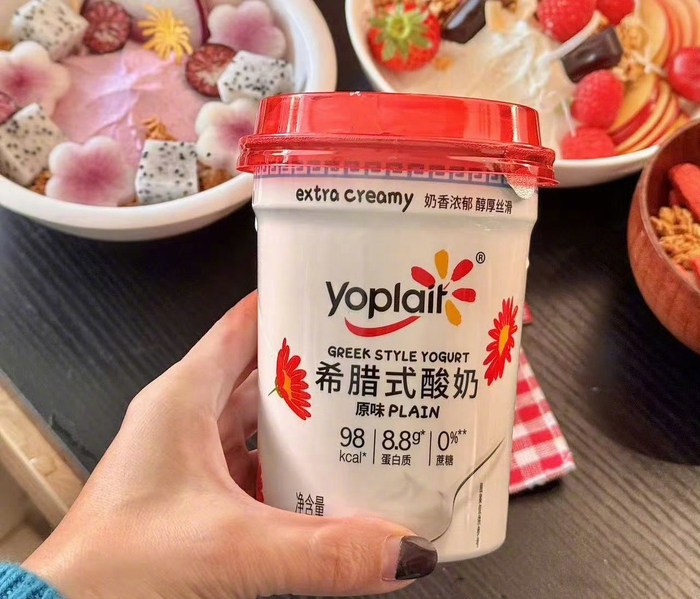 extra creamy 奶香浓郁 醇厚丝滑
yoplait®
GREEK STYLE YOGURT
希腊式酸奶
原味 PLAIN
98 8.8g* 0%**
kcal* 蛋白质 蔗糖
净含量